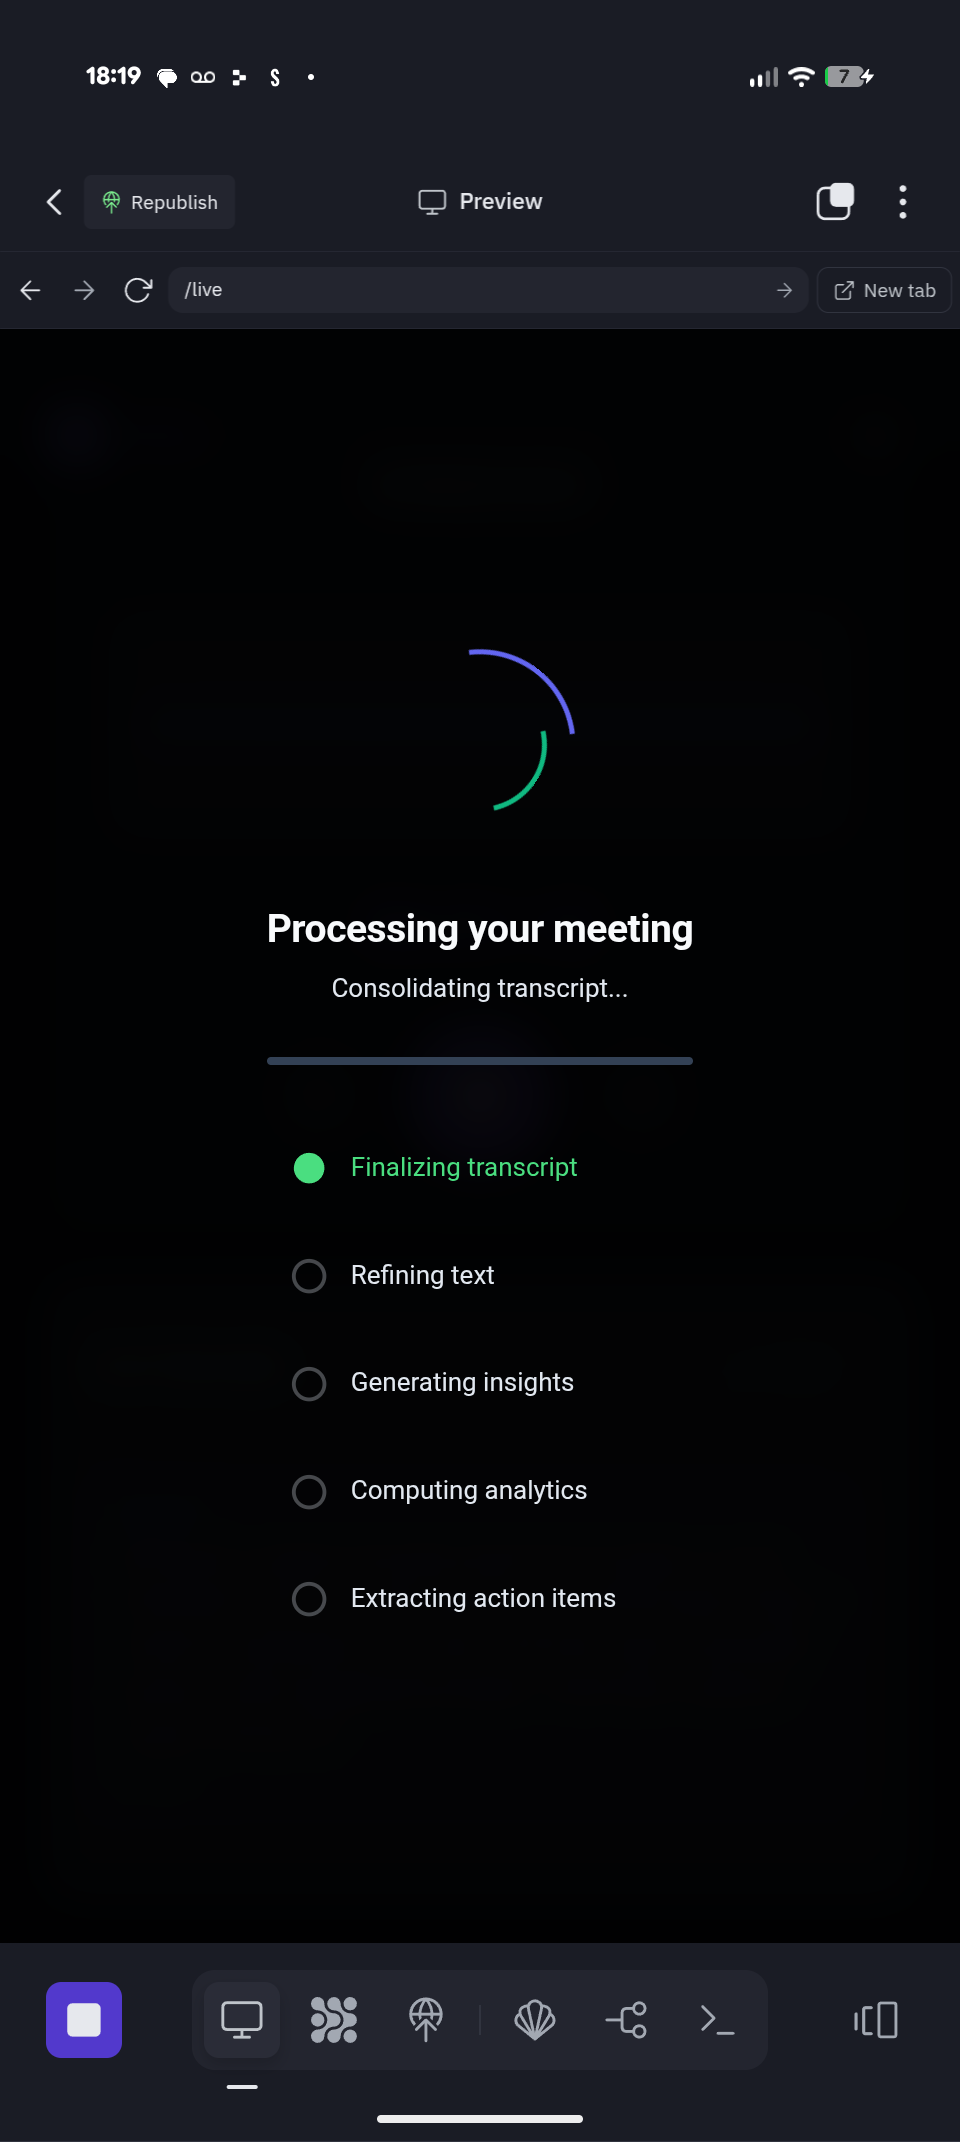 18:19
7
Republish
Preview
/live
New tab
Processing your meeting
Consolidating transcript...
Finalizing transcript
Refining text
Generating insights
Computing analytics
Extracting action items